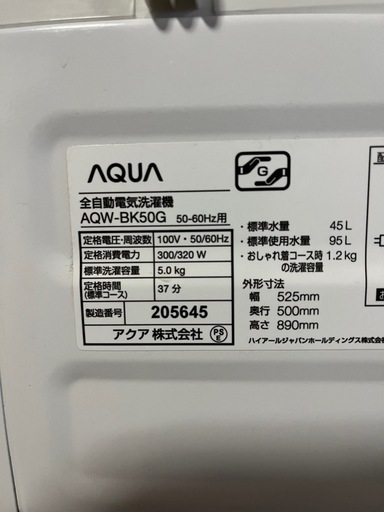 AQUA
全自動電気洗濯機
AQW-BK50G 50-60Hz用
定格電圧・周波数 100V・50/60Hz
定格消費電力 300/320 W
標準洗濯容量 5.0 kg
定格時間 (標準コース) 37 分
製造番号 205645
アクア 株式会社
PS
E
G
・標準水量 45L
・標準使用水量 95L
・おしゃれ着コース時 1.2kg
の洗濯容量
外形寸法
幅 525mm
奥行 500mm
高さ 890mm
ハイアールジャパンホールディングス株式会
配